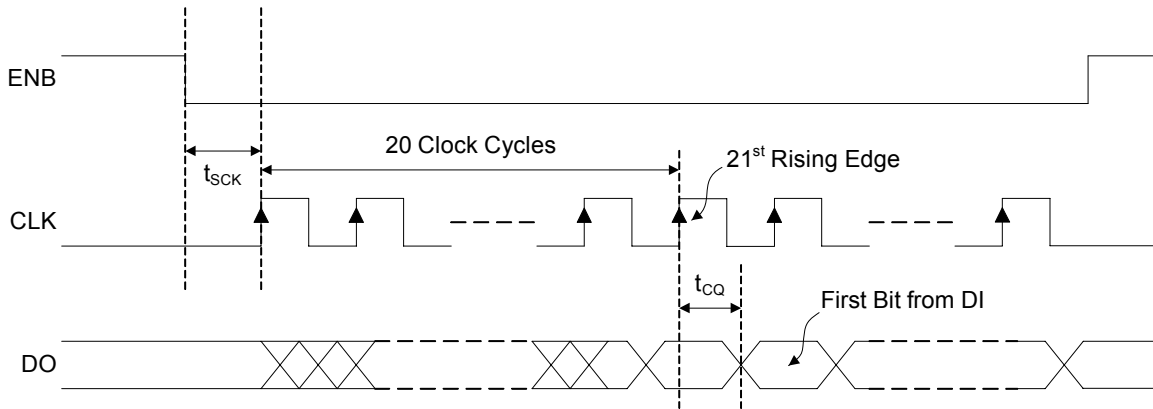 ENB
20 Clock Cycles
21st Rising Edge
tSCK
CLK
tCQ
First Bit from DI
DO